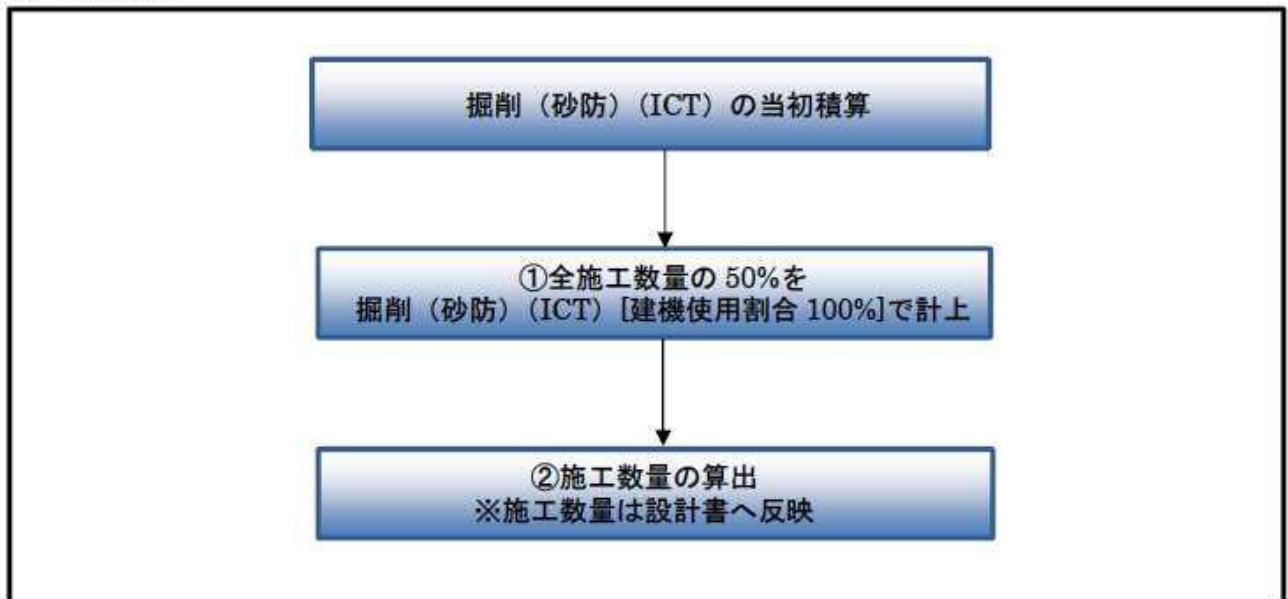 掘削（砂防）（ICT）の当初積算
①全施工数量の 50%を
掘削（砂防）（ICT）［建機使用割合 100%]で計上
②施工数量の算出
※施工数量は設計書へ反映